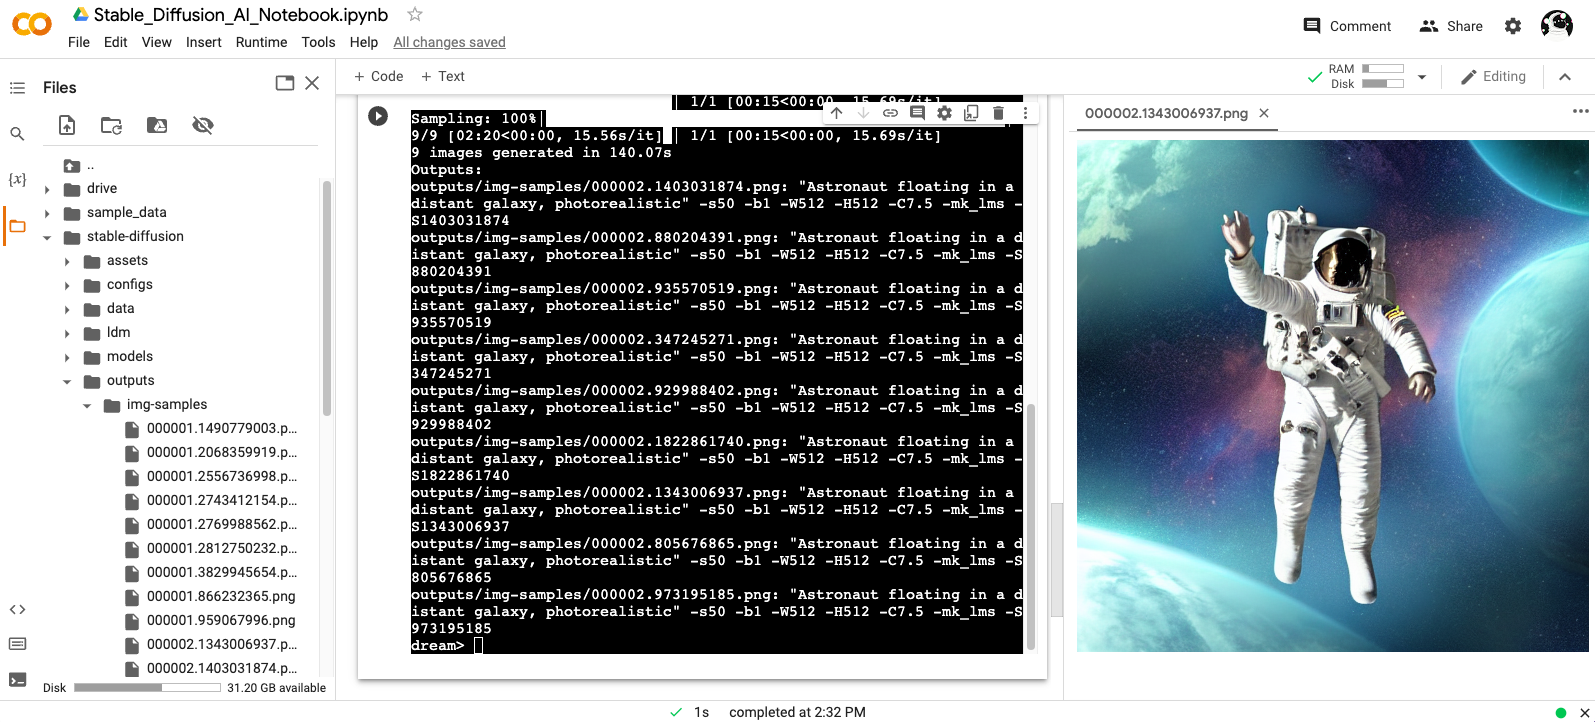 Stable_Diffusion_AI_Notebook.ipynb
File Edit View Insert Runtime Tools Help All changes saved
Comment Share
Files
+ Code + Text
RAM
Disk
Editing
{x}
..
drive
sample_data
stable-diffusion
assets
configs
data
ldm
models
outputs
img-samples
000001.1490779003.p...
000001.2068359919.p...
000001.2556736998.p...
000001.2743412154.p...
000001.2769988562.p...
000001.2812750232.p...
000001.3829945654.p...
000001.866232365.png
000001.959067996.png
000002.1343006937.p...
000002.1403031874.p...
Disk 31.20 GB available
| 1/1 [00:15<00:00, 15.69s/it]
Sampling: 100%|
9/9 [02:20<00:00, 15.56s/it] | 1/1 [00:15<00:00, 15.69s/it]
9 images generated in 140.07s
Outputs:
outputs/img-samples/000002.1403031874.png: "Astronaut floating in a
distant galaxy, photorealistic" -s50 -b1 -W512 -H512 -C7.5 -mk_lms -
S1403031874
outputs/img-samples/000002.880204391.png: "Astronaut floating in a d
istant galaxy, photorealistic" -s50 -b1 -W512 -H512 -C7.5 -mk_lms -S
880204391
outputs/img-samples/000002.935570519.png: "Astronaut floating in a d
istant galaxy, photorealistic" -s50 -b1 -W512 -H512 -C7.5 -mk_lms -S
935570519
outputs/img-samples/000002.347245271.png: "Astronaut floating in a d
istant galaxy, photorealistic" -s50 -b1 -W512 -H512 -C7.5 -mk_lms -S
347245271
outputs/img-samples/000002.929988402.png: "Astronaut floating in a d
istant galaxy, photorealistic" -s50 -b1 -W512 -H512 -C7.5 -mk_lms -S
929988402
outputs/img-samples/000002.1822861740.png: "Astronaut floating in a
distant galaxy, photorealistic" -s50 -b1 -W512 -H512 -C7.5 -mk_lms -
S1822861740
outputs/img-samples/000002.1343006937.png: "Astronaut floating in a
distant galaxy, photorealistic" -s50 -b1 -W512 -H512 -C7.5 -mk_lms -
S1343006937
outputs/img-samples/000002.805676865.png: "Astronaut floating in a d
istant galaxy, photorealistic" -s50 -b1 -W512 -H512 -C7.5 -mk_lms -S
805676865
outputs/img-samples/000002.973195185.png: "Astronaut floating in a d
istant galaxy, photorealistic" -s50 -b1 -W512 -H512 -C7.5 -mk_lms -S
973195185
dream>
000002.1343006937.png
1s completed at 2:32 PM